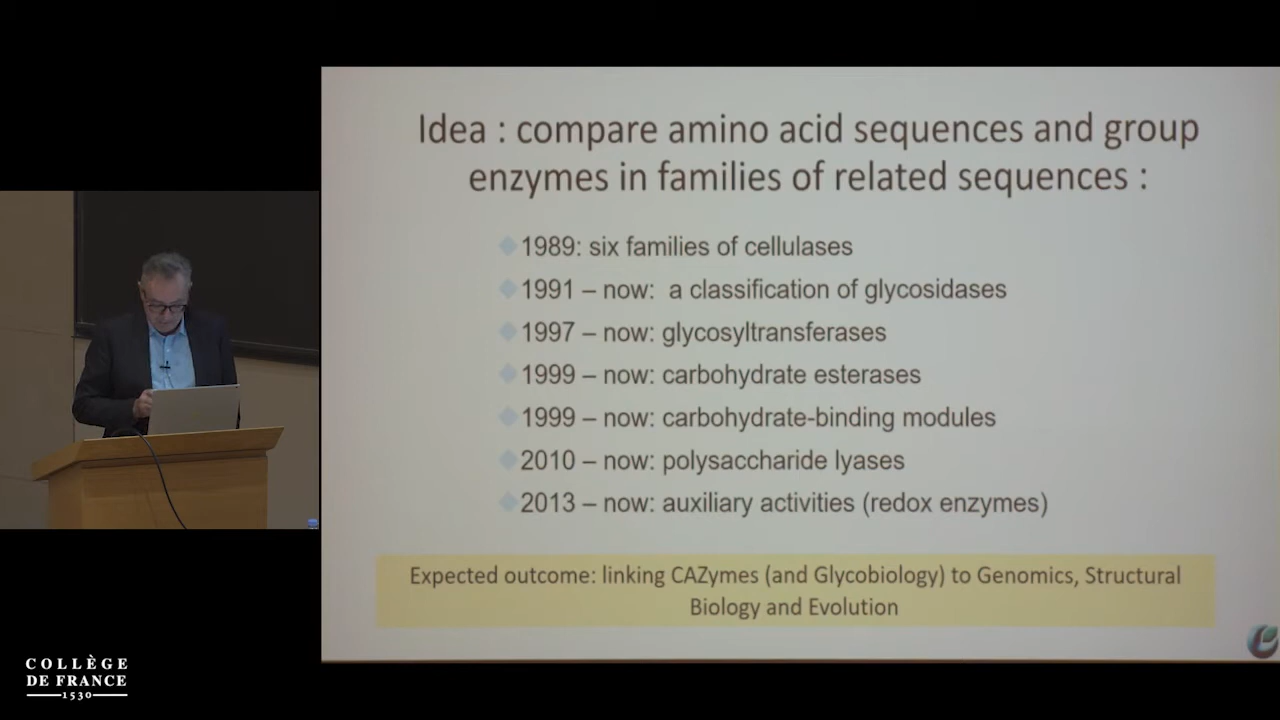 Idea : compare amino acid sequences and group
enzymes in families of related sequences :
1989: six families of cellulases
1991 – now:  a classification of glycosidases
1997 – now: glycosyltransferases
1999 – now: carbohydrate esterases
1999 – now: carbohydrate-binding modules
2010 – now: polysaccharide lyases
2013 – now: auxiliary activities (redox enzymes)
Expected outcome: linking CAZymes (and Glycobiology) to Genomics, Structural
Biology and Evolution
COLLÈGE
DE FRANCE
1530